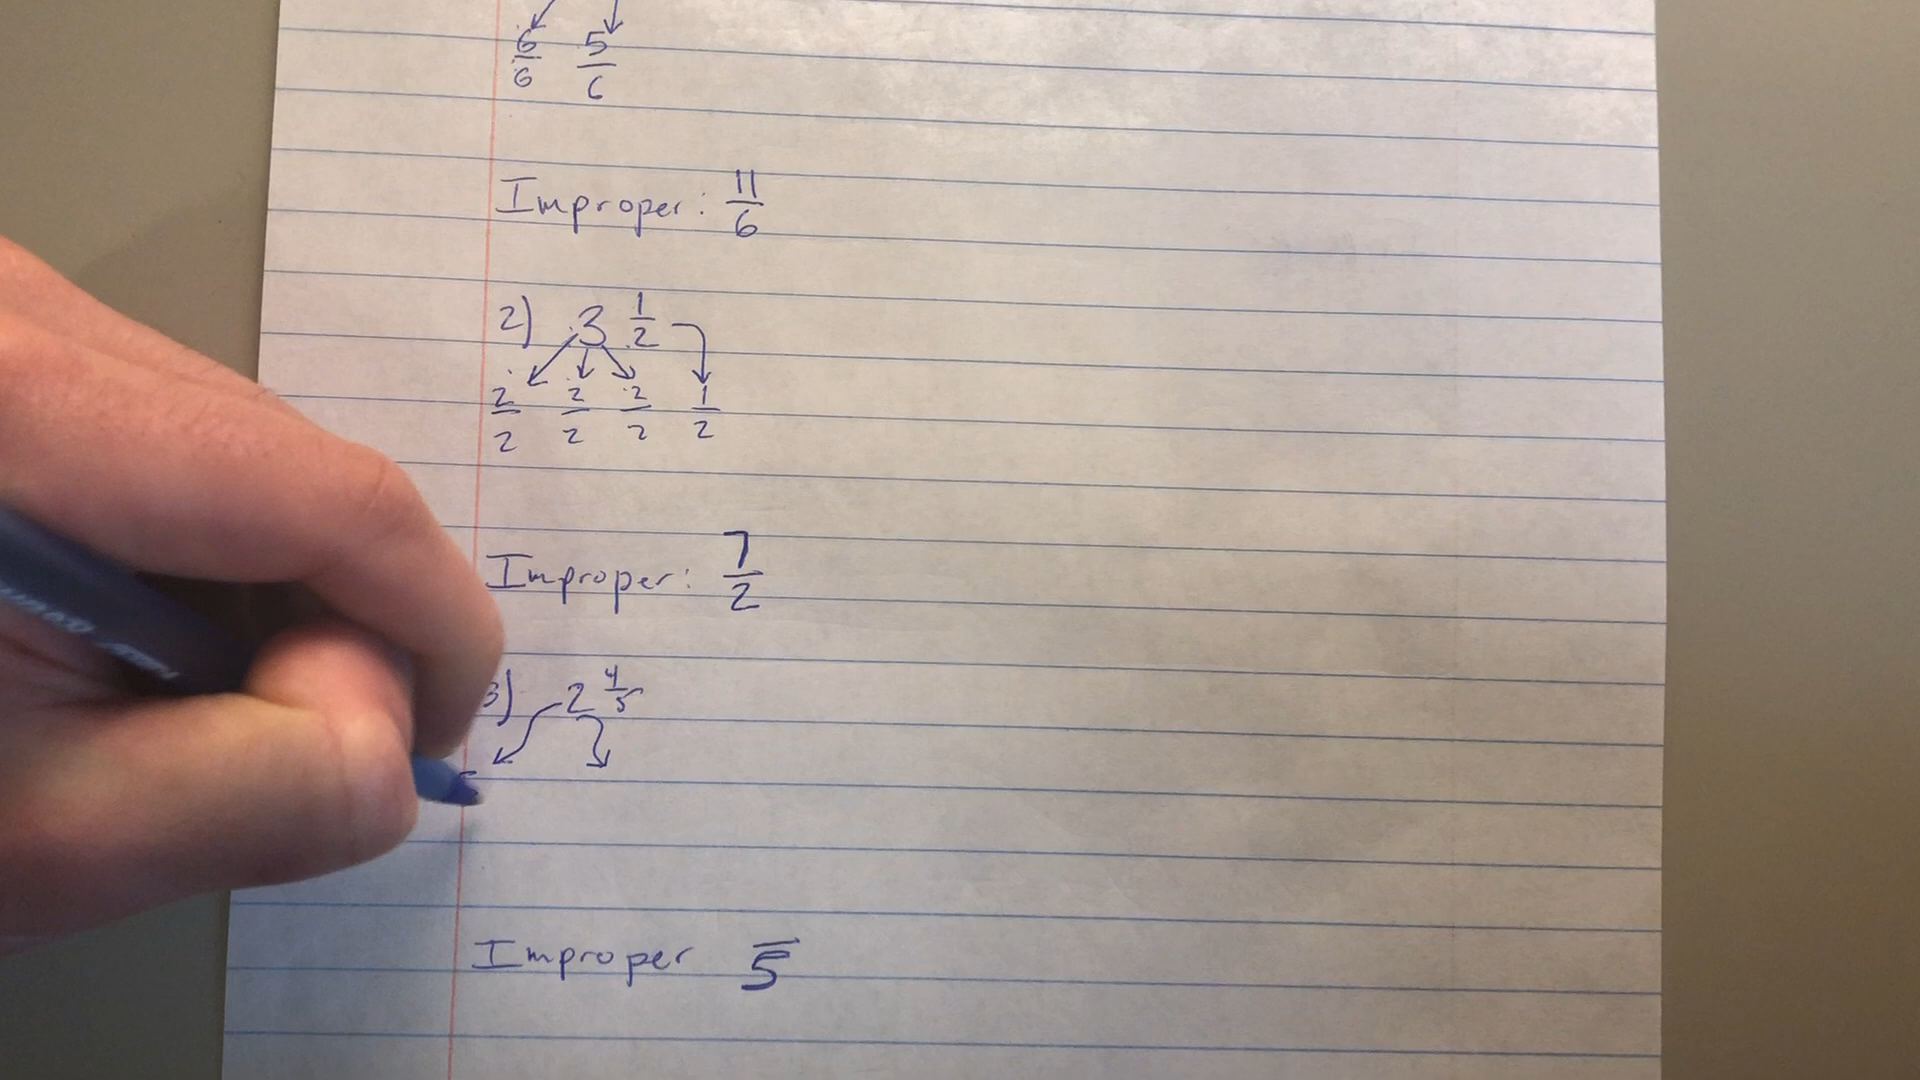 6/6 5/6
Improper: 11/6
2) 3 1/2
2/2 2/2 2/2 1/2
Improper: 7/2
3) 2 4/5
Improper 5